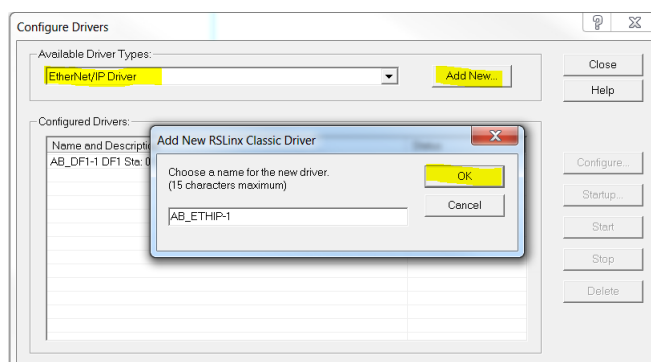 Configure Drivers
Available Driver Types:
EtherNet/IP Driver
Add New...
Close
Help
Configured Drivers:
Name and Descripti
Status
AB_DF1-1 DF1 Sta: 0
Add New RSLinx Classic Driver
Choose a name for the new driver.
(15 characters maximum)
AB_ETHIP-1
OK
Cancel
Configure...
Startup...
Start
Stop
Delete